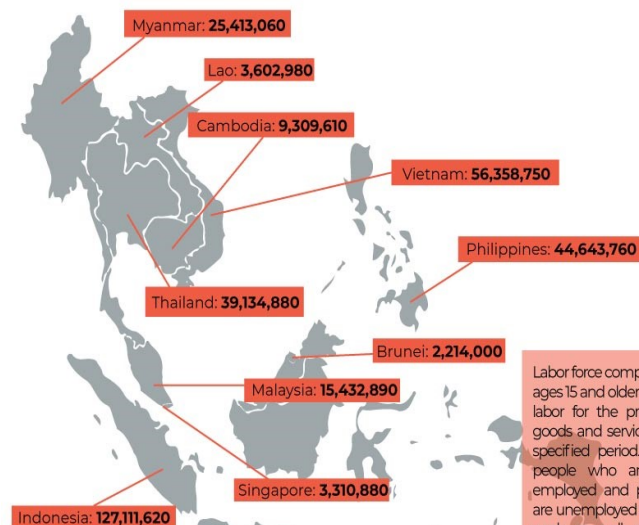 Myanmar: 25,413,060
Lao: 3,602,980
Cambodia: 9,309,610
Vietnam: 56,358,750
Philippines: 44,643,760
Thailand: 39,134,880
Brunei: 2,214,000
Malaysia: 15,432,890
Singapore: 3,310,880
Indonesia: 127,111,620
Labor force comp
ages 15 and older
labor for the pr
goods and servic
specified period.
people who ar
employed and p
are unemployed